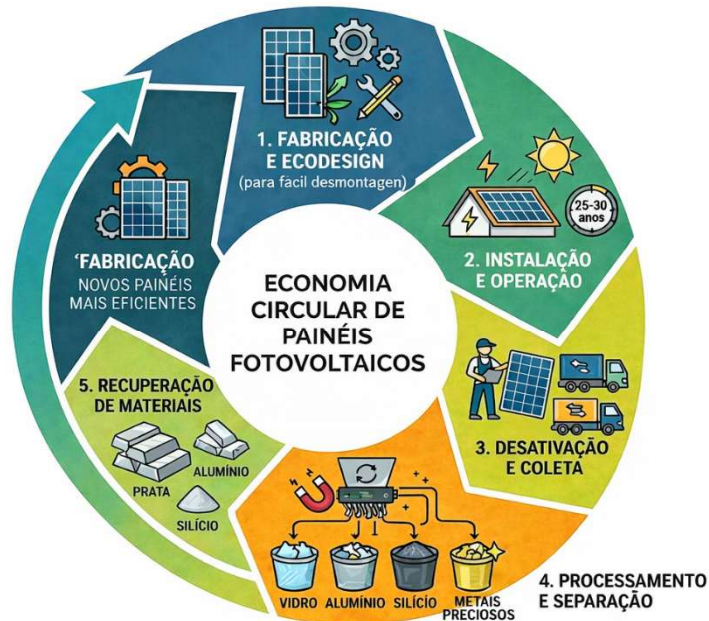 ECONOMIA
CIRCULAR DE
PAINÉIS
FOTOVOLTAICOS
1. FABRICAÇÃO
E ECODESIGN
(para facil desmontagen)
25-30
anos
2. INSTALAÇÃO
E OPERAÇÃO
3. DESATIVAÇÃO
E COLETA
VIDRO
ALUMÍNIO
SILÍCIO
METAIS
PRECIOSOS
4. PROCESSAMENTO
E SEPARAÇÃO
5. RECUPERAÇÃO
DE MATERIAIS
PRATA
ALUMÍNIO
SILÍCIO
‘FABRICAÇÃO
NOVOS PAINÉIS
MAIS EFICIENTES